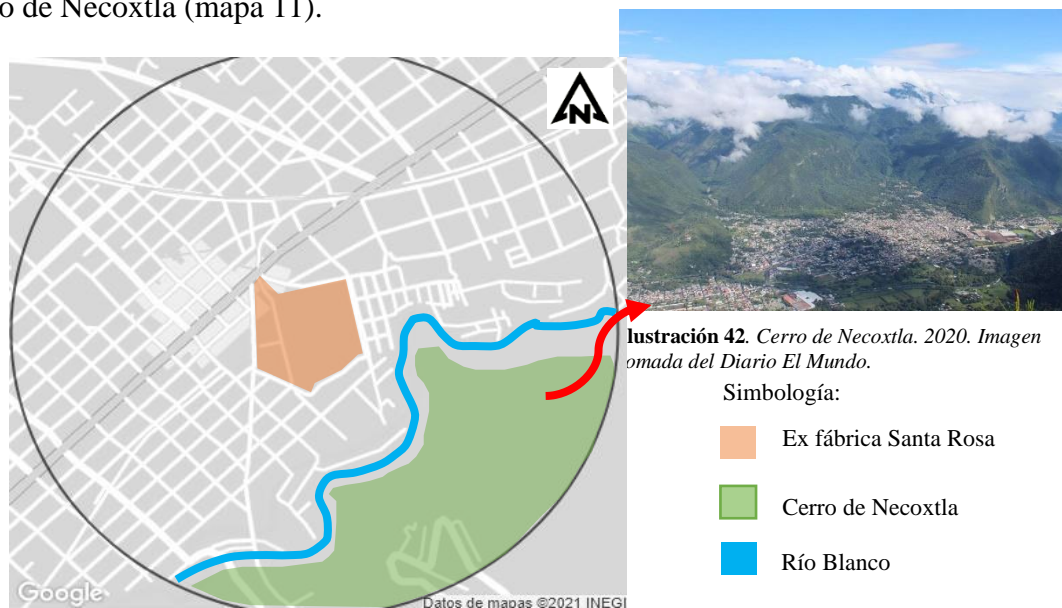 o de Necoxtla (mapa 11).
N
lustración 42. Cerro de Necoxtla. 2020. Imagen
omada del Diario El Mundo.
Simbología:
Ex fábrica Santa Rosa
Cerro de Necoxtla
Río Blanco
Google
Datos de mapas ©2021 INEGI